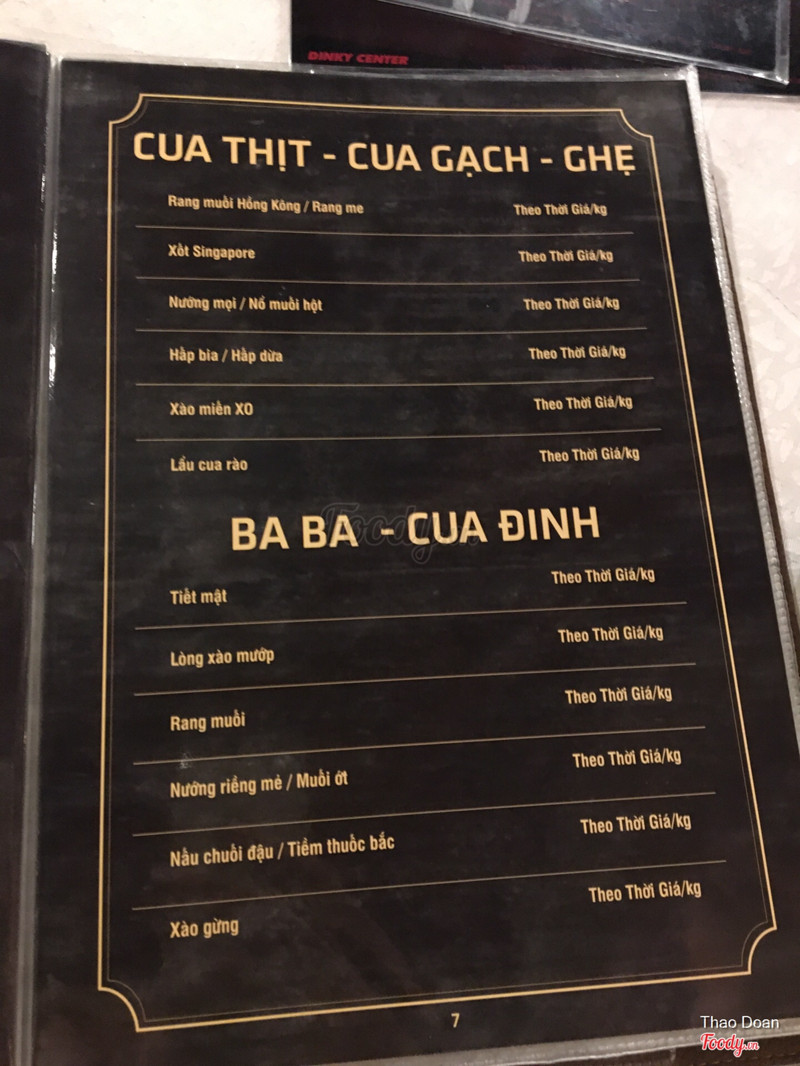 DINKY CENTER
CUA THỊT - CUA GẠCH - GHẸ
Rang muối Hồng Kông / Rang me Theo Thời Giá/kg
Xốt Singapore Theo Thời Giá/kg
Nướng mọi / Nổ muối hột Theo Thời Giá/kg
Hấp bia / Hấp dừa Theo Thời Giá/kg
Xào miến XO Theo Thời Giá/kg
Lẩu cua rào Theo Thời Giá/kg
BA BA - CUA ĐINH
Tiết mật Theo Thời Giá/kg
Lòng xào mướp Theo Thời Giá/kg
Rang muối Theo Thời Giá/kg
Nướng riềng mẻ / Muối ớt Theo Thời Giá/kg
Nấu chuối đậu / Tiềm thuốc bắc Theo Thời Giá/kg
Xào gừng Theo Thời Giá/kg
7
Foody.vn
Thao Doan
Foody.vn